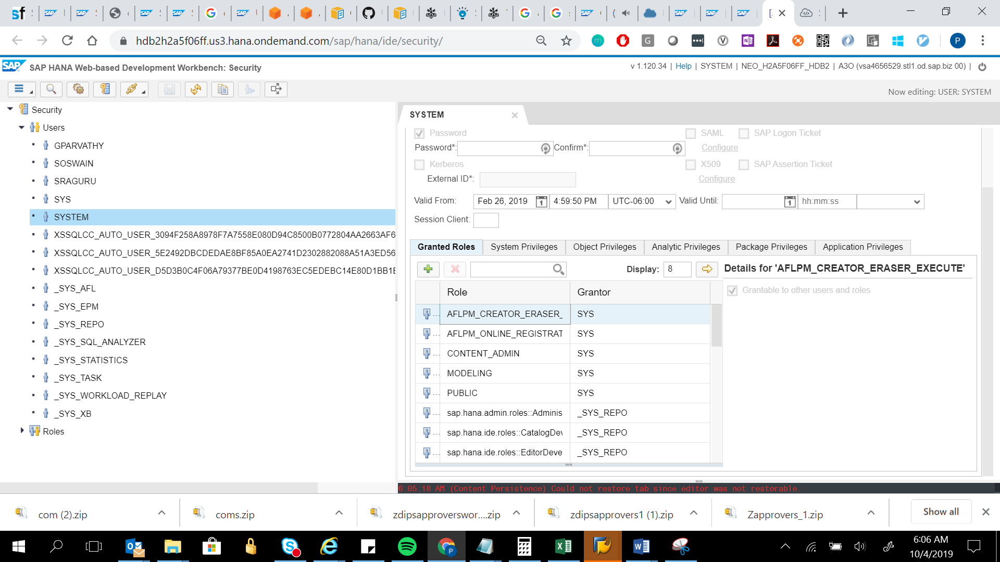 hdb2h2a5f06ff.us3.hana.ondemand.com/sap/hana/ide/security/
P
SAP SAP HANA Web-based Development Workbench: Security
v 1.120.34 | Help | SYSTEM | NEO_H2A5F06FF_HDB2 | A3O (vsa4656529.stl1.od.sap.biz 00) |
Now editing: USER: SYSTEM
Security
Users
GPARVATHY
SOSWAIN
SRAGURU
SYS
SYSTEM
XSSQLCC_AUTO_USER_3094F258A8978F7A7558E080D94C8500B0772804AA2663AF6
XSSQLCC_AUTO_USER_5E2492DBCDEDAE8BF85A0EA2741D2302882088A51A3ED56
XSSQLCC_AUTO_USER_D5D3B0C4F06A79377BE0D4198763EC5EDEBC14E80D1BB1E
_SYS_AFL
_SYS_EPM
_SYS_REPO
_SYS_SQL_ANALYZER
_SYS_STATISTICS
_SYS_TASK
_SYS_WORKLOAD_REPLAY
_SYS_XB
Roles
SYSTEM
Password SAML SAP Logon Ticket
Password*: Confirm*: Configure
Kerberos X509 SAP Assertion Ticket
External ID*: Configure
Valid From: Feb 26, 2019 4:59:50 PM UTC-06:00 Valid Until: hh:mm:ss
Session Client:
Granted Roles System Privileges Object Privileges Analytic Privileges Package Privileges Application Privileges
Display: 8 Details for 'AFLPM_CREATOR_ERASER_EXECUTE'
Grantable to other users and roles
Role Grantor
AFLPM_CREATOR_ERASER_ SYS
AFLPM_ONLINE_REGISTRAT SYS
CONTENT_ADMIN SYS
MODELING SYS
PUBLIC SYS
sap.hana.admin.roles::Adminis _SYS_REPO
sap.hana.ide.roles::CatalogDev _SYS_REPO
sap.hana.ide.roles::EditorDeve _SYS_REPO
6:05:18 AM (Content Persistence) Could not restore tab since editor was not restorable.
com (2).zip coms.zip zdipsapproverswor....zip zdipsapprovers1 (1).zip Zapprovers_1.zip Show all
6:06 AM
10/4/2019